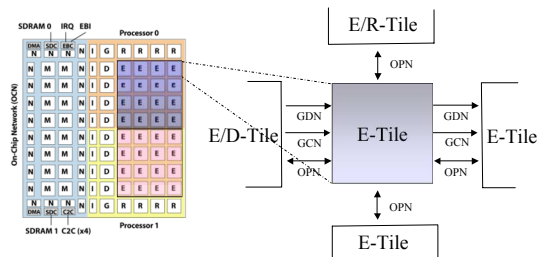 SDRAM 0 IRQ EBI
Processor 0
DMA SDC EBC
N N N N I G R R R R
N M M N I D E E E E
N M M N I D E E E E
N M M N I D E E E E
N M M N I D E E E E
N M M N I D E E E E
N M M N I D E E E E
N M M N I D E E E E
N M M N I D E E E E
N N N N I G R R R R
DMA SDC C2C
SDRAM 1 C2C (x4)
Processor 1
On-Chip Network (OCN)
E/R-Tile
OPN
E/D-Tile
GDN
GCN
OPN
E-Tile
GDN
GCN
OPN
E-Tile
OPN
E-Tile